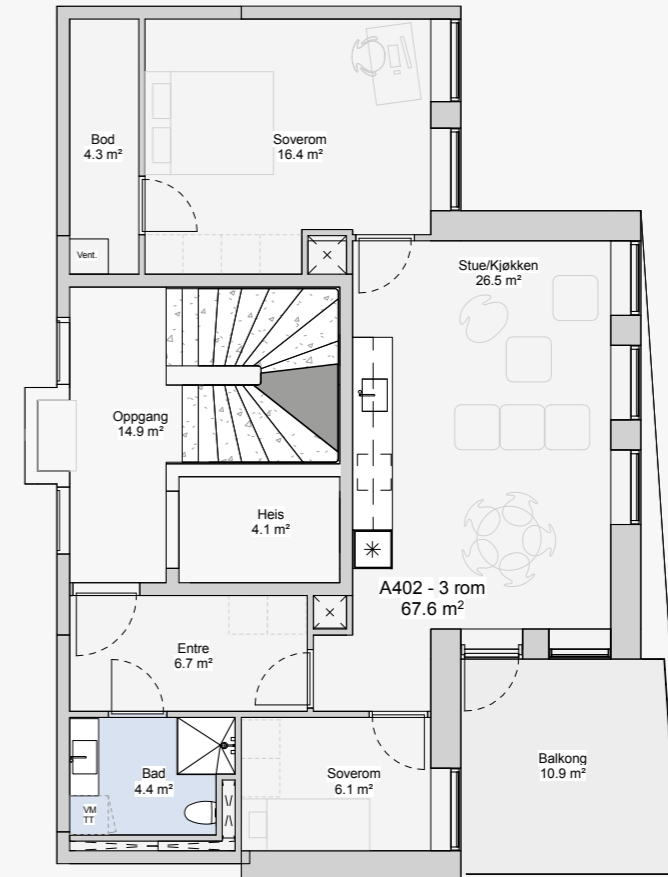 Bod
4.3 m²
Soverom
16.4 m²
Vent.
Stue/Kjøkken
26.5 m²
Oppgang
14.9 m²
Heis
4.1 m²
A402 - 3 rom
67.6 m²
Entre
6.7 m²
Bad
4.4 m²
VM
TT
Soverom
6.1 m²
Balkong
10.9 m²